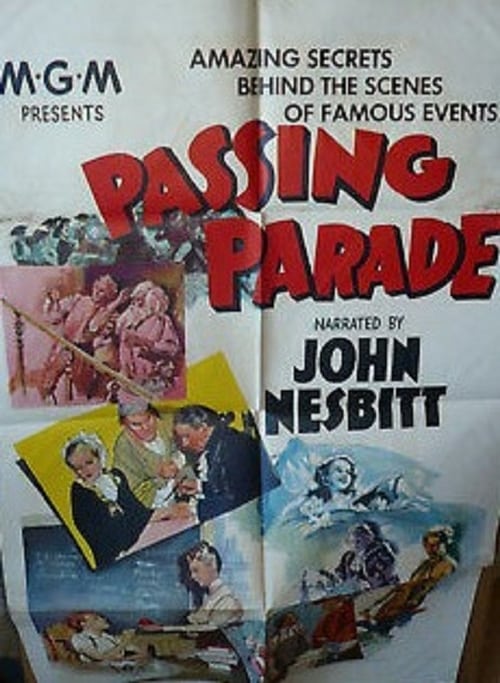 M·G·M
PRESENTS
AMAZING SECRETS
BEHIND THE SCENES
OF FAMOUS EVENTS
PASSING
PARADE
NARRATED BY
JOHN
NESBITT